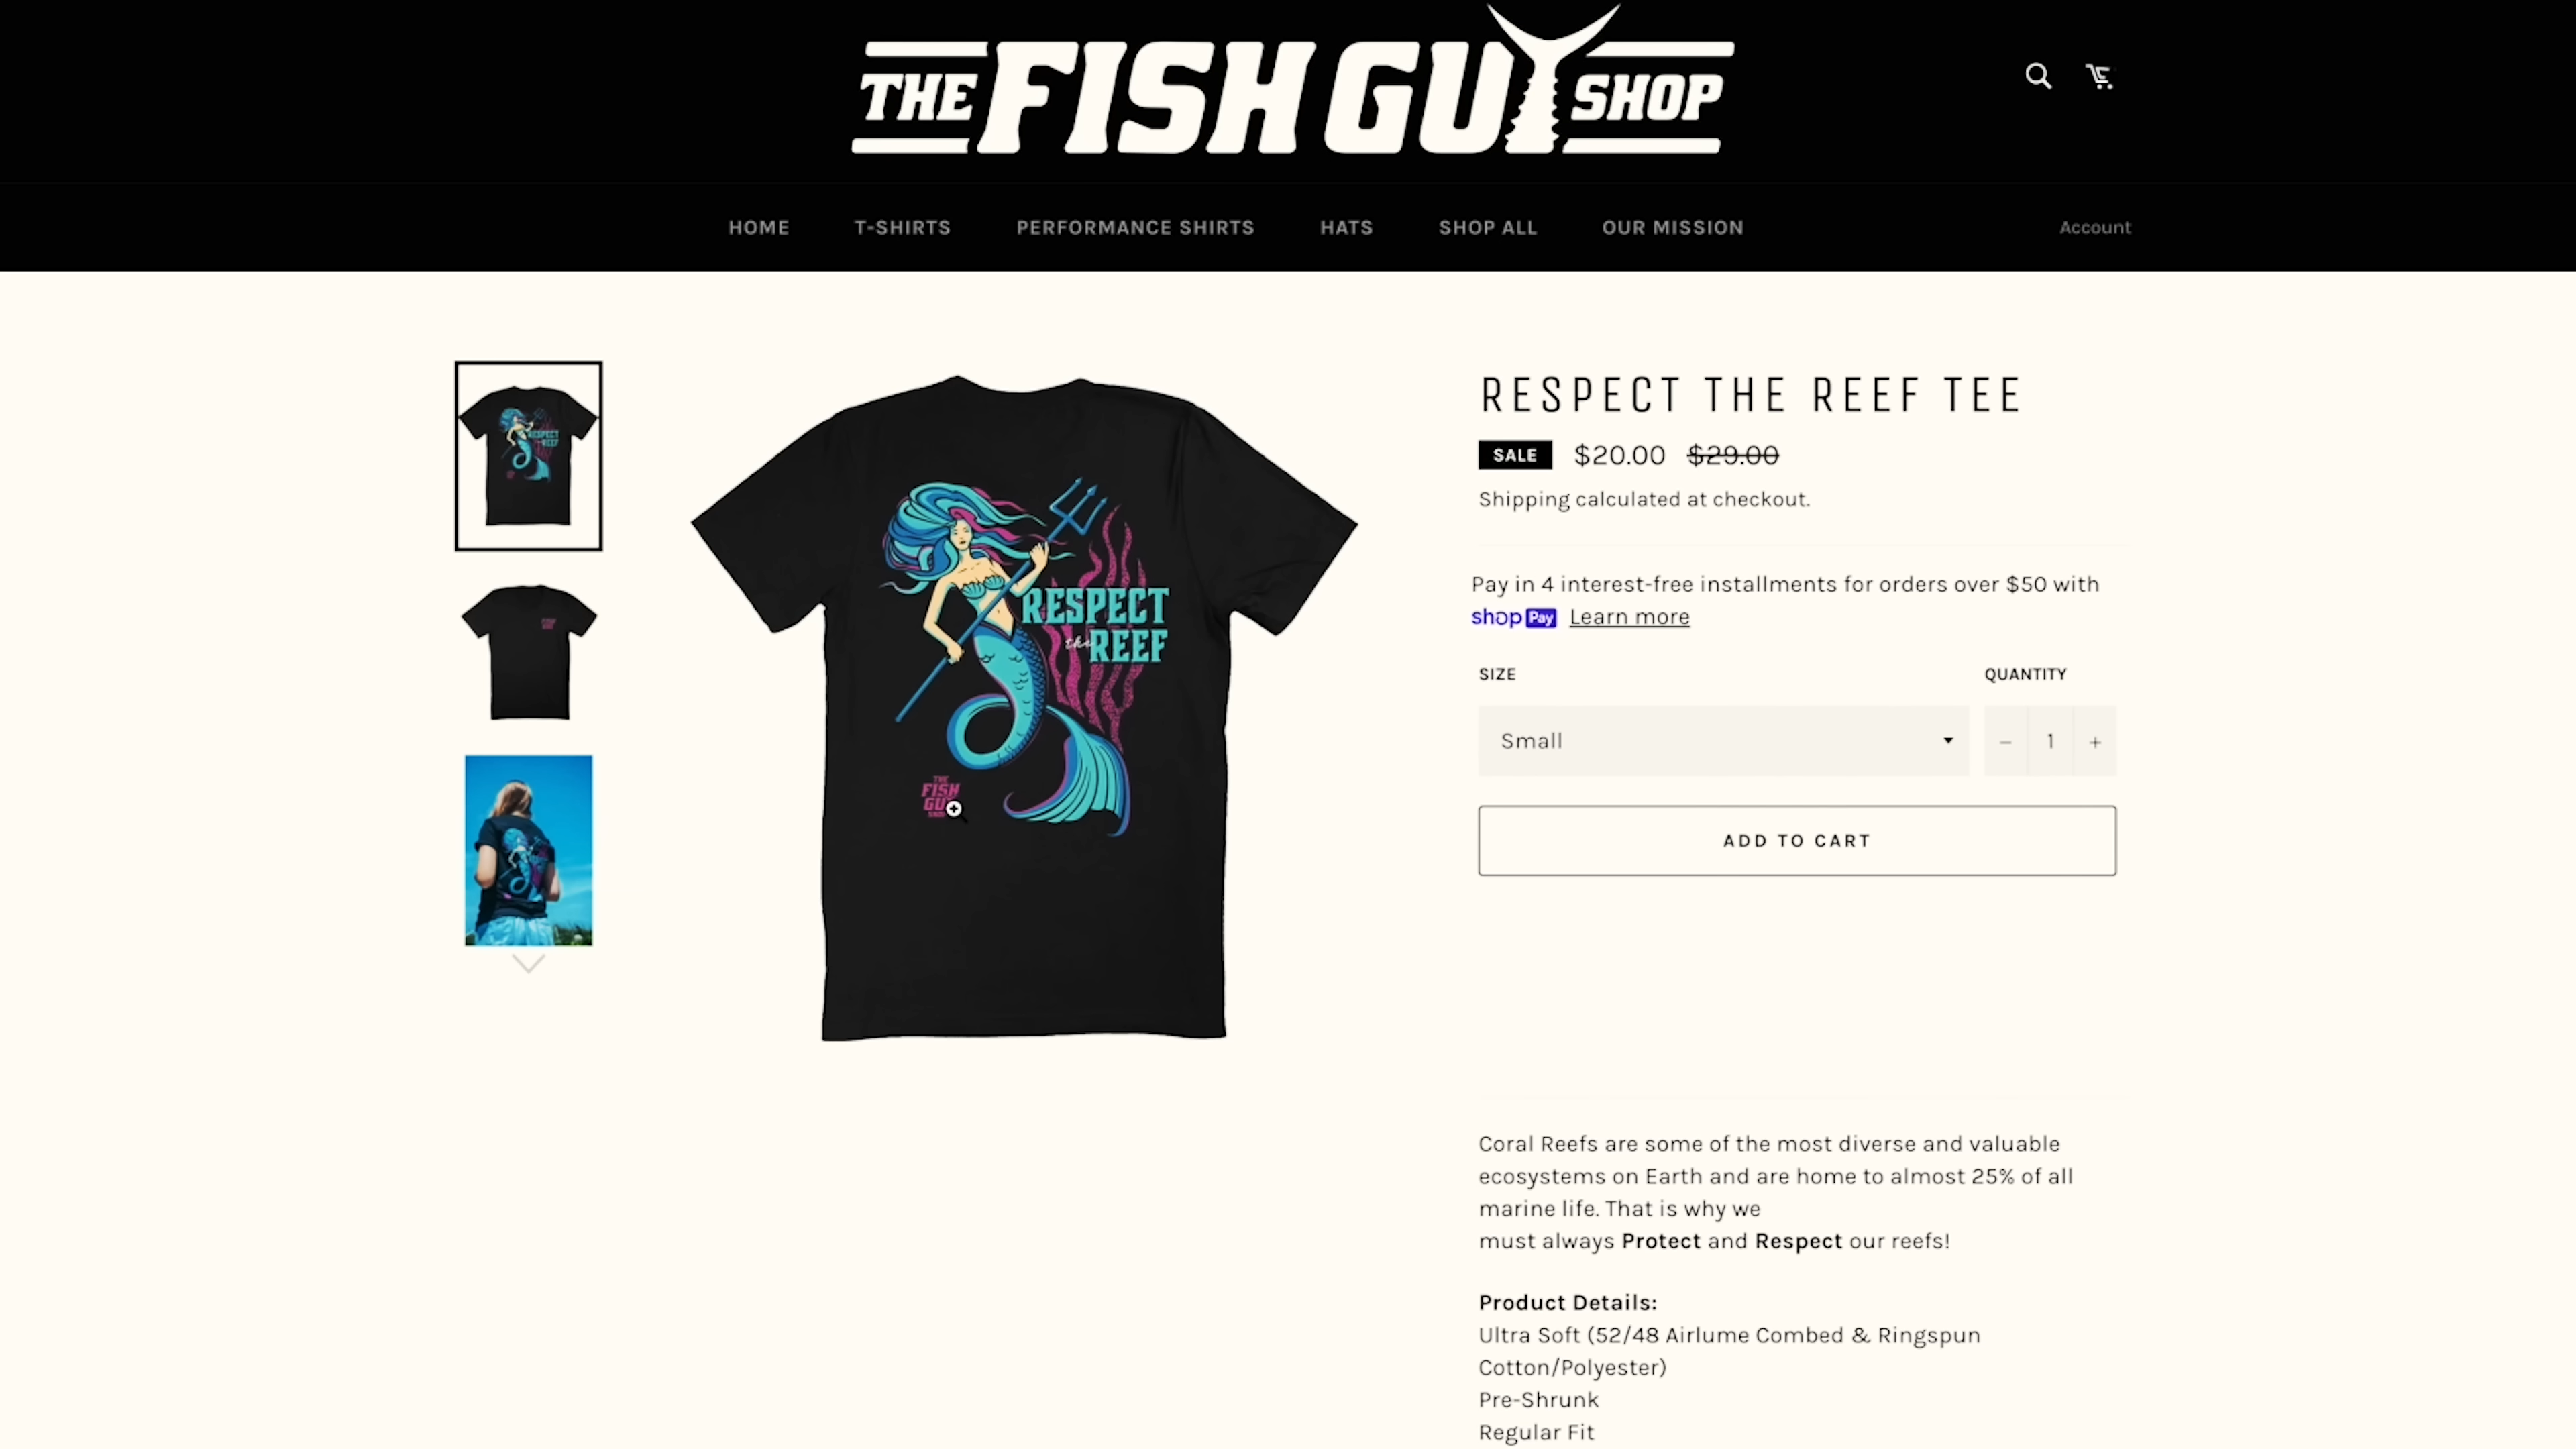 THE FISH GUY SHOP
HOME T-SHIRTS PERFORMANCE SHIRTS HATS SHOP ALL OUR MISSION Account
RESPECT THE REEF TEE
SALE $20.00 $29.00
Shipping calculated at checkout.
Pay in 4 interest-free installments for orders over $50 with
shop Pay Learn more
SIZE QUANTITY
Small 1
ADD TO CART
RESPECT
the REEF
THE
FISH
GUY
SHOP
RESPECT
REEF
Coral Reefs are some of the most diverse and valuable
ecosystems on Earth and are home to almost 25% of all
marine life. That is why we
must always Protect and Respect our reefs!
Product Details:
Ultra Soft (52/48 Airlume Combed & Ringspun
Cotton/Polyester)
Pre-Shrunk
Regular Fit